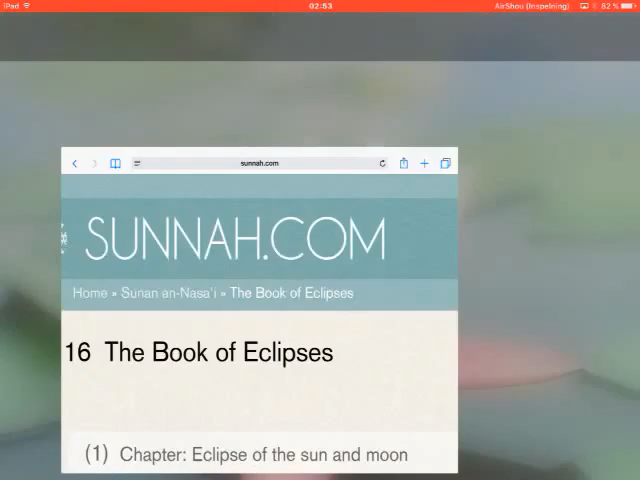 iPad 02:53 AirShou (Inspelning) 82 %
sunnah.com
SUNNAH.COM
Home » Sunan an-Nasa'i » The Book of Eclipses
16 The Book of Eclipses
(1) Chapter: Eclipse of the sun and moon